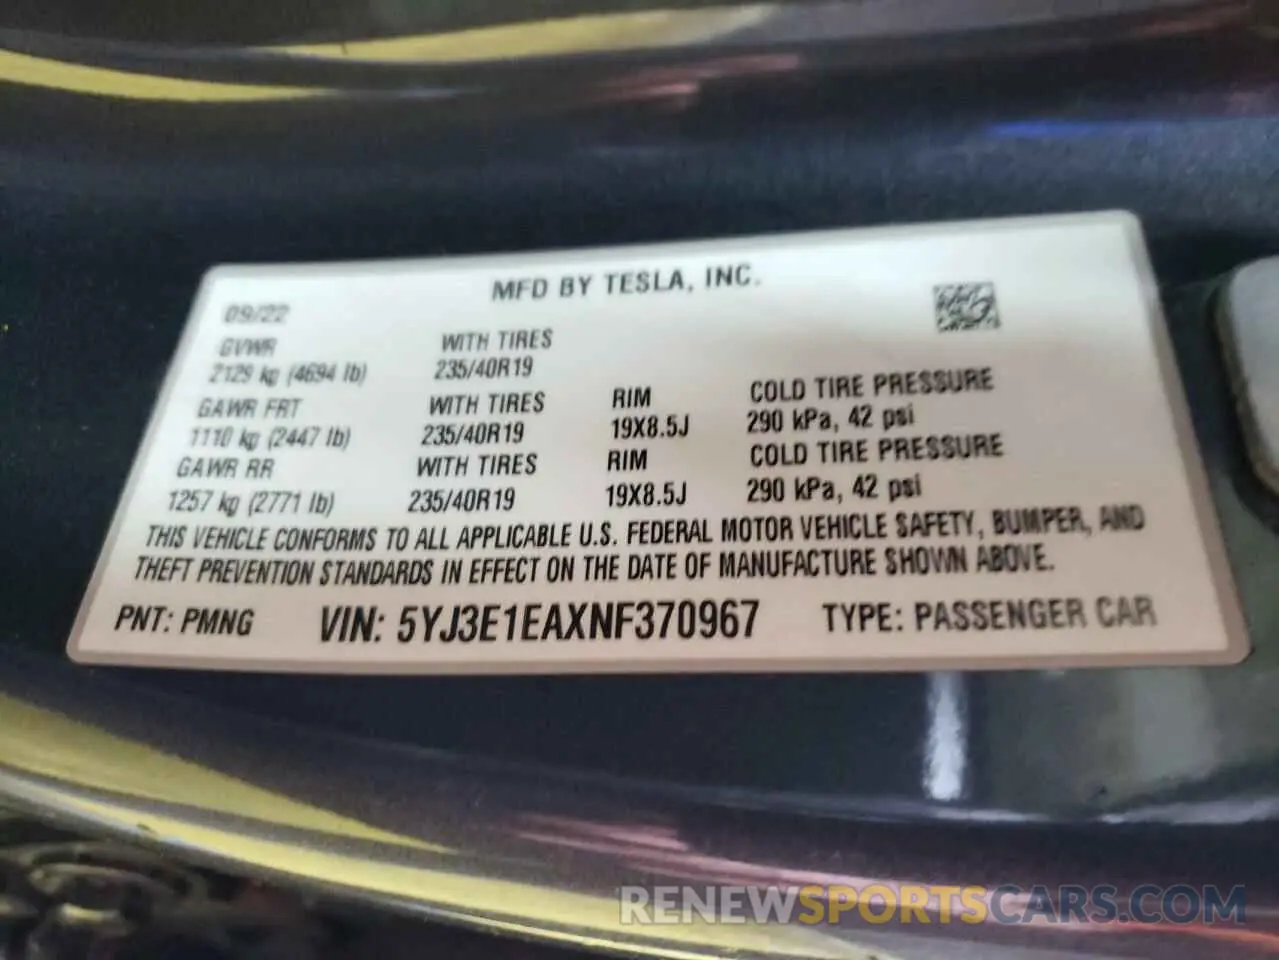 MFD BY TESLA, INC.
09/22
GVWR WITH TIRES
2129 kg (4694 lb) 235/40R19
GAWR FRT WITH TIRES RIM COLD TIRE PRESSURE
1110 kg (2447 lb) 235/40R19 19X8.5J 290 kPa, 42 psi
GAWR RR WITH TIRES RIM COLD TIRE PRESSURE
1257 kg (2771 lb) 235/40R19 19X8.5J 290 kPa, 42 psi
THIS VEHICLE CONFORMS TO ALL APPLICABLE U.S. FEDERAL MOTOR VEHICLE SAFETY, BUMPER, AND
THEFT PREVENTION STANDARDS IN EFFECT ON THE DATE OF MANUFACTURE SHOWN ABOVE.
PNT: PMNG VIN: 5YJ3E1EAXNF370967 TYPE: PASSENGER CAR
RENEWSPORTSCARS.COM